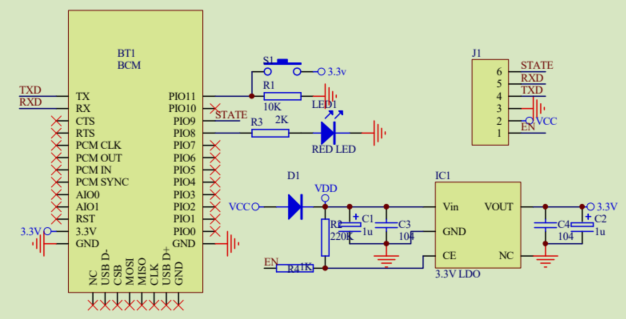 BT1
BCM
TXD
RXD
TX
RX
CTS
RTS
PCM CLK
PCM OUT
PCM IN
PCM SYNC
AIO0
AIO1
RST
3.3V
3.3V
GND
PIO11
PIO10
PIO9
PIO8
PIO7
PIO6
PIO5
PIO4
PIO3
PIO2
PIO1
PIO0
GND
NC
USB D-
CSB
MOSI
MISO
CLK
USB D+
GND
S1
3.3v
R1
10K
LED1
STATE
R3
2K
RED LED
J1
6
STATE
5
RXD
4
TXD
3
2
VCC
1
EN
D1
VDD
VCC
R2
220K
C1
1u
C3
104
EN
R4
1K
IC1
Vin
VOUT
GND
CE
NC
3.3V LDO
3.3V
C4
104
C2
1u